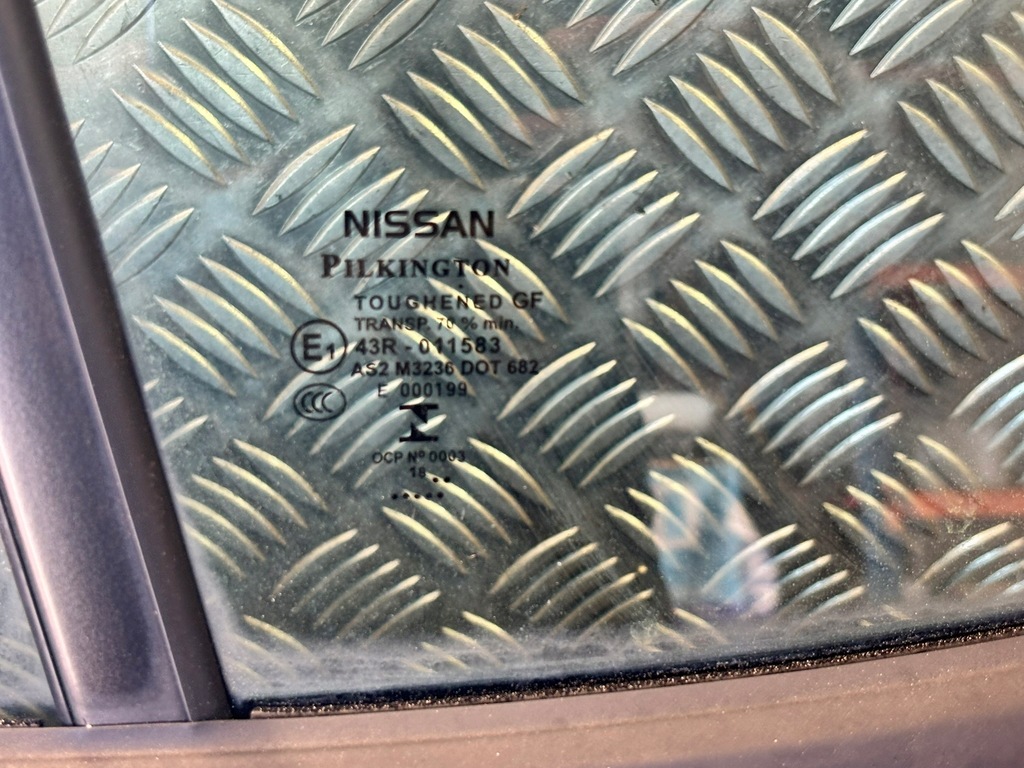 NISSAN
PILKINGTON
TOUGHENED GF
TRANSP. 70 % min.
E1 43R - 011583
AS2 M3236 DOT 682
CCC E 000199
OCP Nº 0003
18